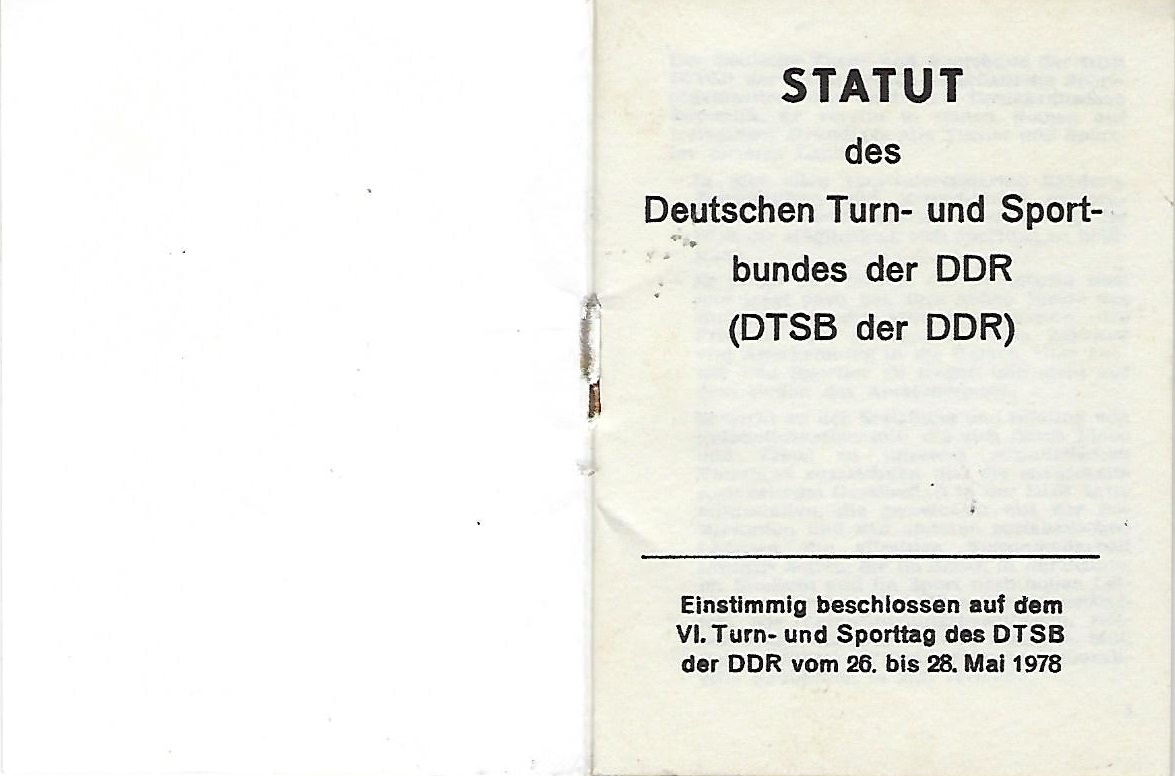 STATUT
des
Deutschen Turn- und Sport-
bundes der DDR
(DTSB der DDR)
Einstimmig beschlossen auf dem
VI. Turn- und Sporttag des DTSB
der DDR vom 26. bis 28. Mai 1978